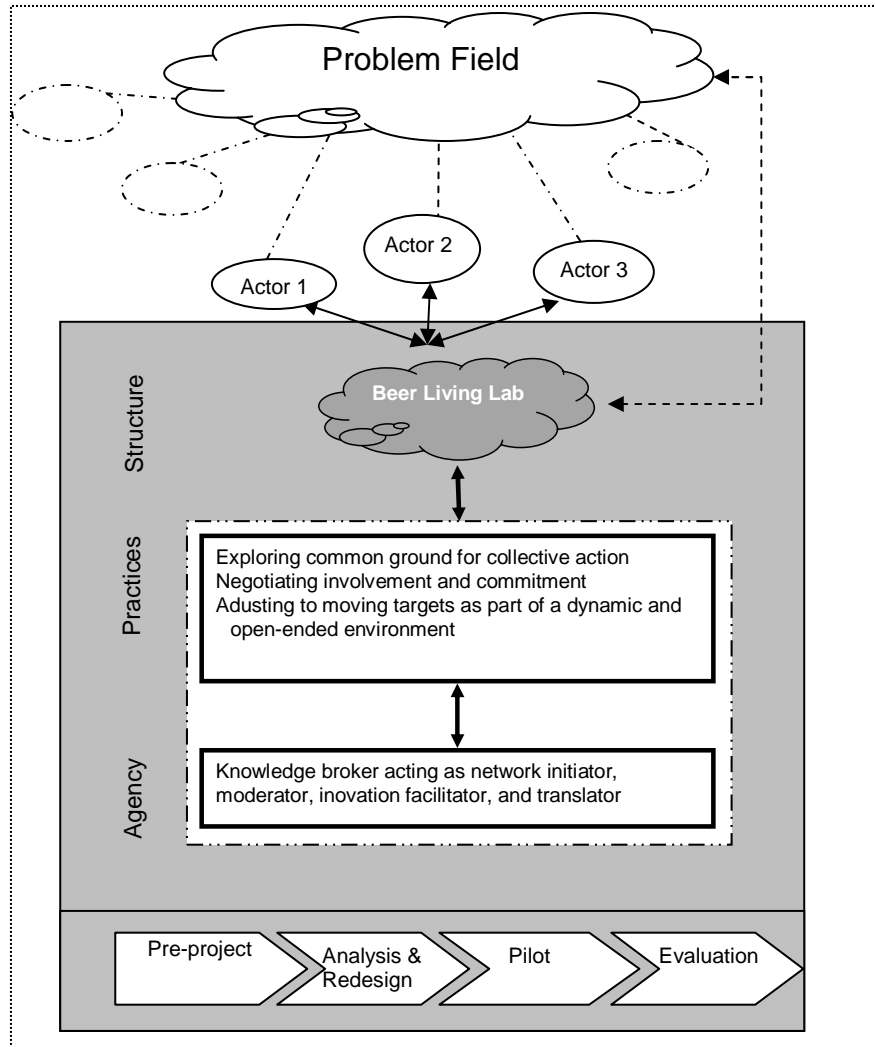 Problem Field
Actor 1
Actor 2
Actor 3
Structure
Beer Living Lab
Practices
Exploring common ground for collective action
Negotiating involvement and commitment
Adusting to moving targets as part of a dynamic and
open-ended environment
Agency
Knowledge broker acting as network initiator,
moderator, inovation facilitator, and translator
Pre-project
Analysis &
Redesign
Pilot
Evaluation